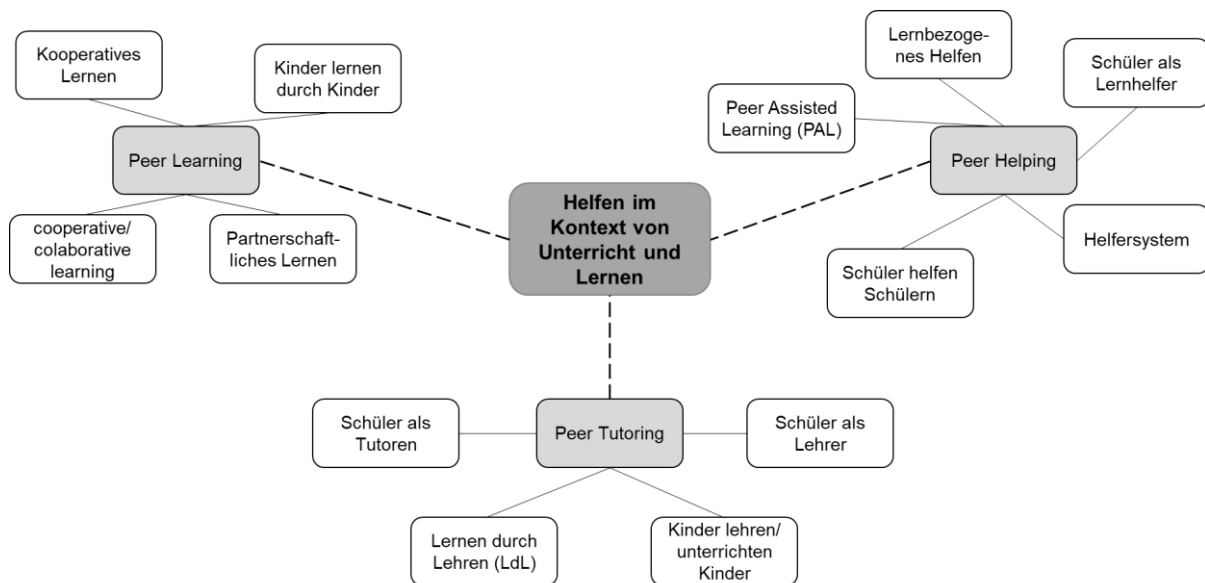 Kooperatives
Lernen
Kinder lernen
durch Kinder
Peer Learning
cooperative/
colaborative
learning
Partnerschaft-
liches Lernen
Helfen im
Kontext von
Unterricht und
Lernen
Lernbezoge-
nes Helfen
Schüler als
Lernhelfer
Peer Assisted
Learning (PAL)
Peer Helping
Helfersystem
Schüler helfen
Schülern
Schüler als
Tutoren
Peer Tutoring
Schüler als
Lehrer
Lernen durch
Lehren (LdL)
Kinder lehren/
unterrichten
Kinder